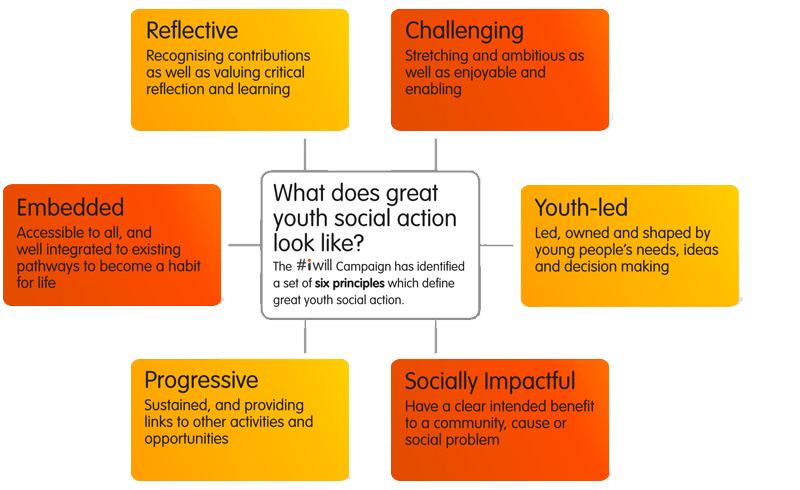 Reflective
Recognising contributions
as well as valuing critical
reflection and learning
Challenging
Stretching and ambitious as
well as enjoyable and
enabling
Embedded
Accessible to all, and
well integrated to existing
pathways to become a habit
for life
What does great
youth social action
look like?
The #iwill Campaign has identified
a set of six principles which define
great youth social action.
Youth-led
Led, owned and shaped by
young people's needs, ideas
and decision making
Progressive
Sustained, and providing
links to other activities and
opportunities
Socially Impactful
Have a clear intended benefit
to a community, cause or
social problem